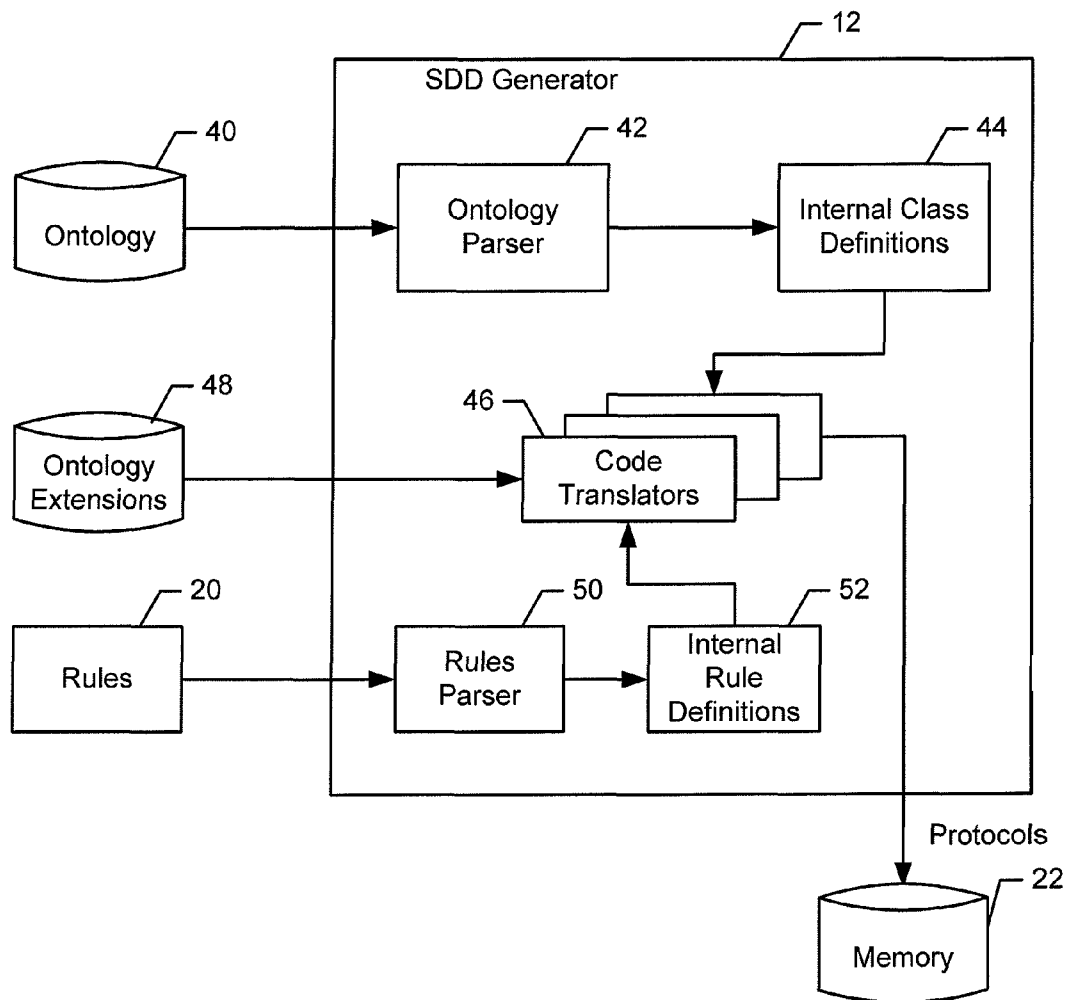 12
SDD Generator
40
42
44
Ontology
Ontology
Parser
Internal Class
Definitions
48
46
Ontology
Extensions
Code
Translators
20
50
52
Rules
Rules
Parser
Internal
Rule
Definitions
Protocols
22
Memory